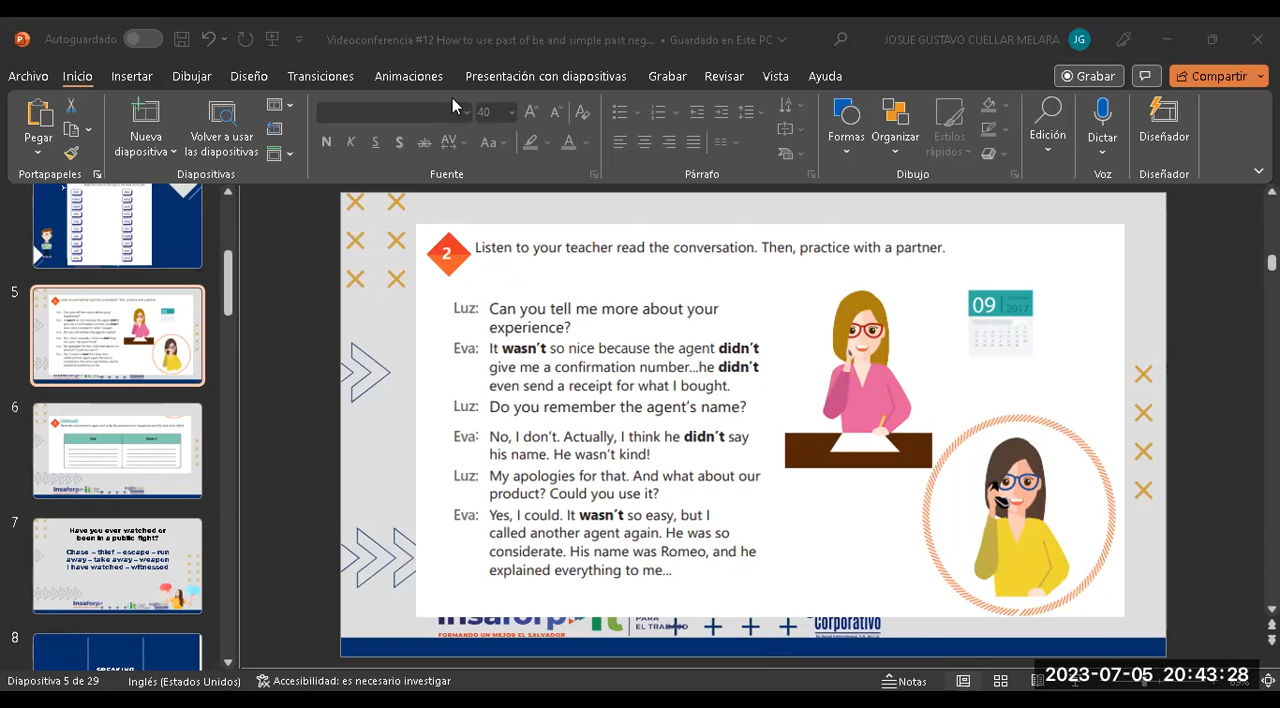 Autoguardado
Videoconferencia #12 How to use past of be and simple past neg... • Guardado en Este PC
JOSUE GUSTAVO CUELLAR MELARA
JG
Archivo Inicio Insertar Dibujar Diseño Transiciones Animaciones Presentación con diapositivas Grabar Revisar Vista Ayuda
Grabar
Compartir
Pegar
Nueva diapositiva
Volver a usar las diapositivas
40
N K S S ab AV Aa A
Formas
Organizar
Estilos rápidos
Edición
Dictar
Diseñador
Portapapeles
Diapositivas
Fuente
Párrafo
Dibujo
Voz
Diseñador
5
6
7
Have you ever watched or
been in a public fight?
Chase – thief – escape – run
away – take away – weapon
I have watched – witnessed
8
2
Listen to your teacher read the conversation. Then, practice with a partner.
Luz: Can you tell me more about your
experience?
Eva: It wasn't so nice because the agent didn't
give me a confirmation number...he didn't
even send a receipt for what I bought.
Luz: Do you remember the agent's name?
Eva: No, I don't. Actually, I think he didn't say
his name. He wasn't kind!
Luz: My apologies for that. And what about our
product? Could you use it?
Eva: Yes, I could. It wasn't so easy, but I
called another agent again. He was so
considerate. His name was Romeo, and he
explained everything to me...
09
2017
Insaforp
FORMANDO UN MEJOR EL SALVADOR
it
PARA
EL TRABAJO
Corporativo
Diapositiva 5 de 29
Inglés (Estados Unidos)
Accesibilidad: es necesario investigar
Notas
2023-07-05 20:43:28